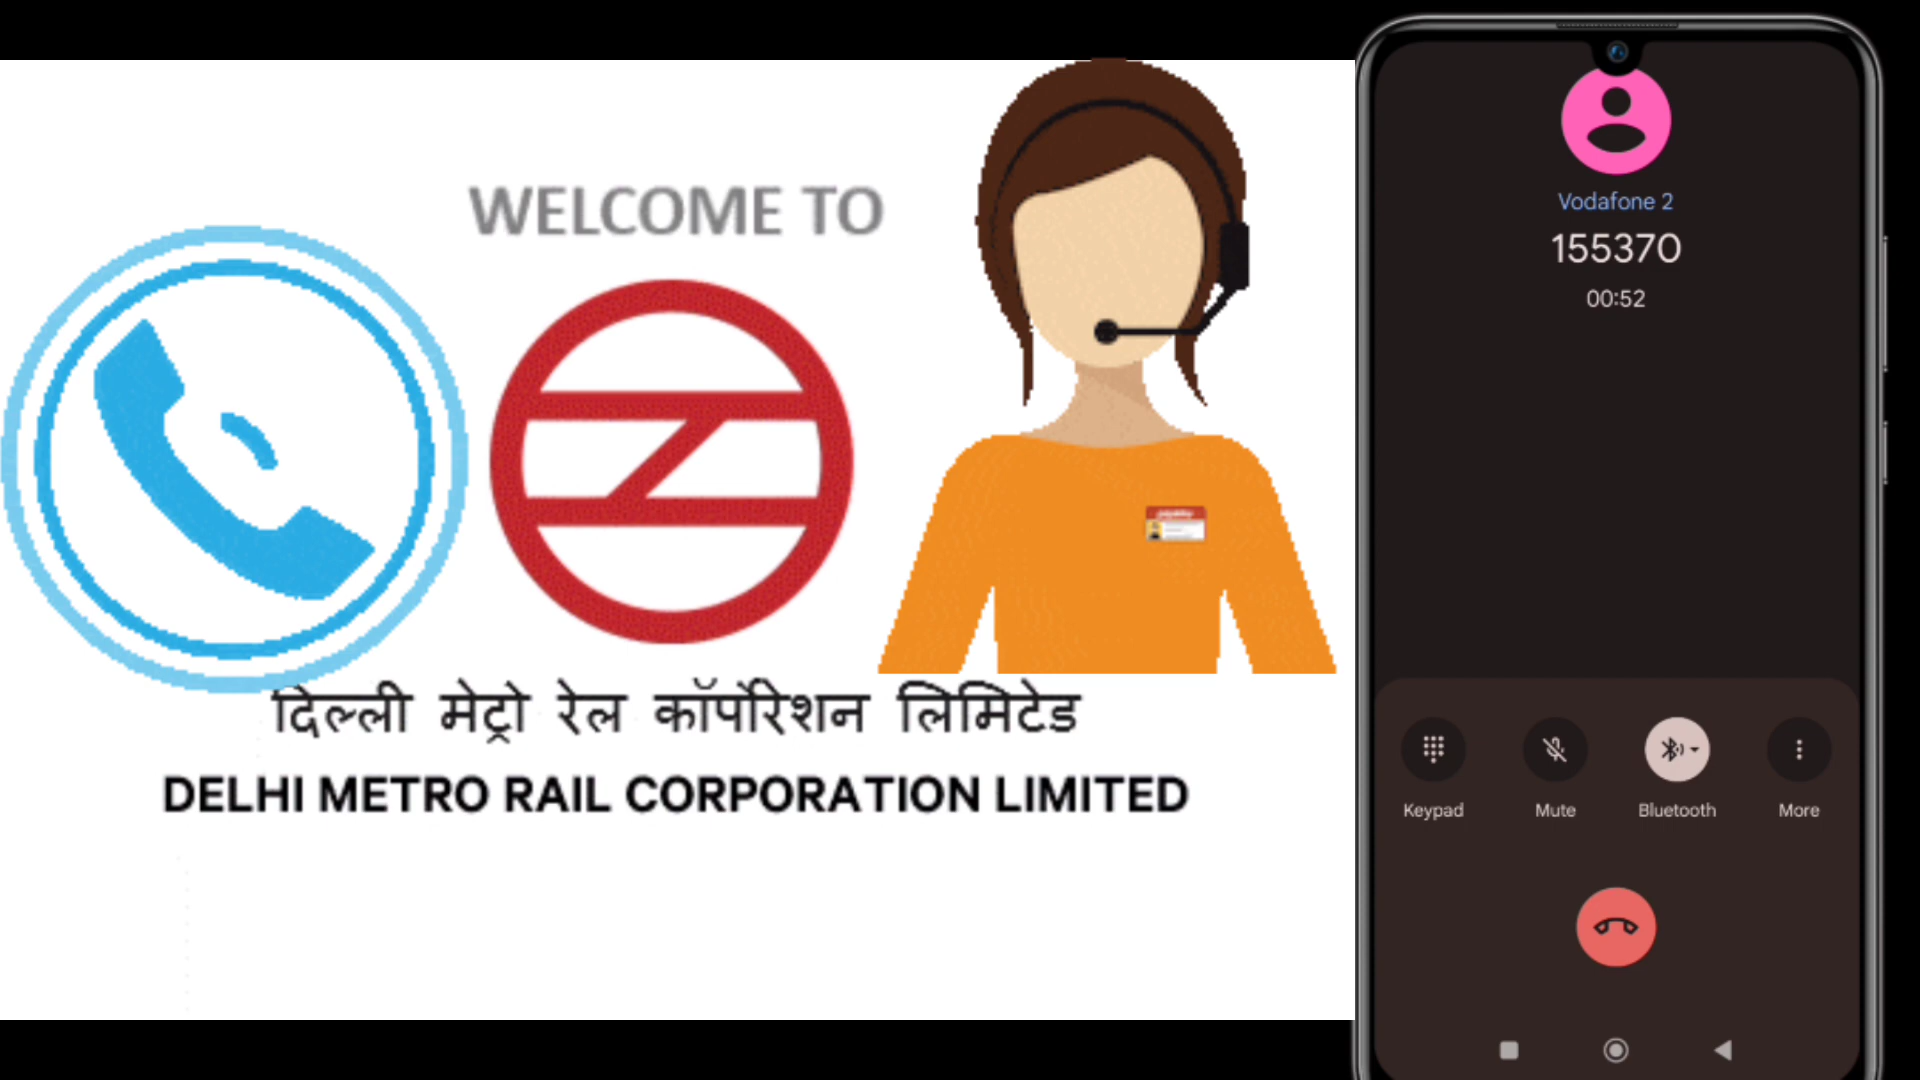 WELCOME TO
दिल्ली मेट्रो रेल कॉर्पोरेशन लिमिटेड
DELHI METRO RAIL CORPORATION LIMITED
Vodafone 2
155370
00:52
Keypad Mute Bluetooth More